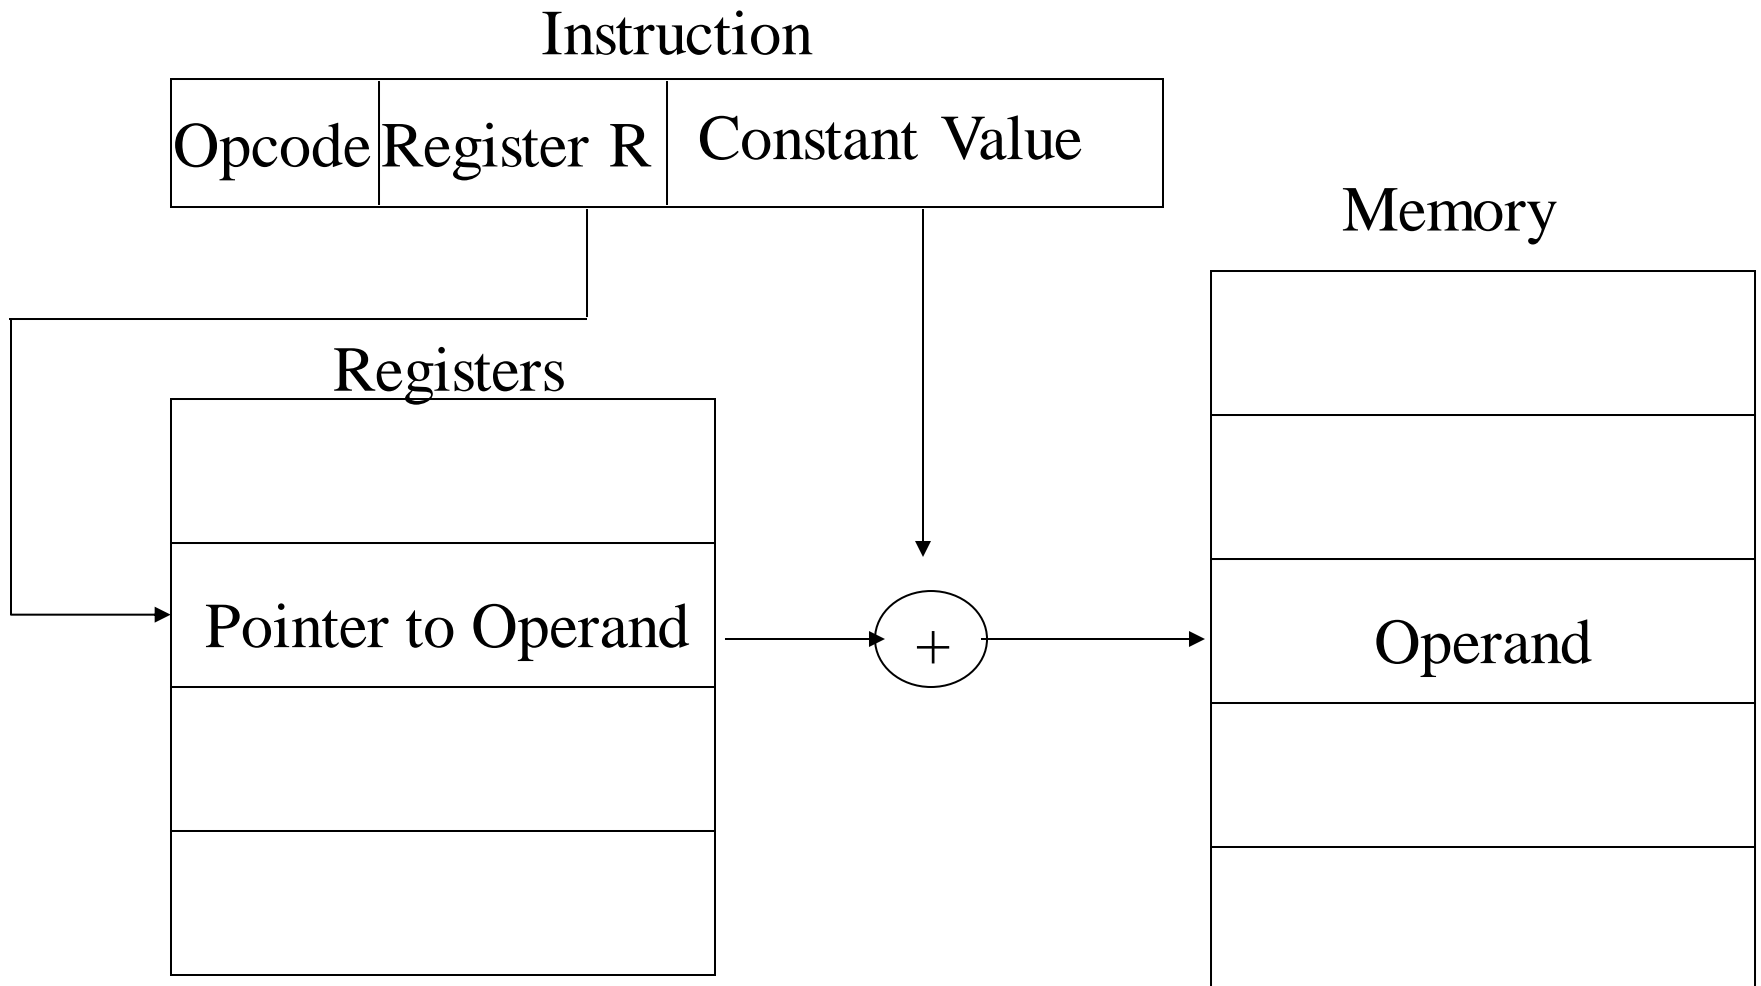 Instruction
Opcode Register R Constant Value
Memory
Registers
Pointer to Operand + Operand